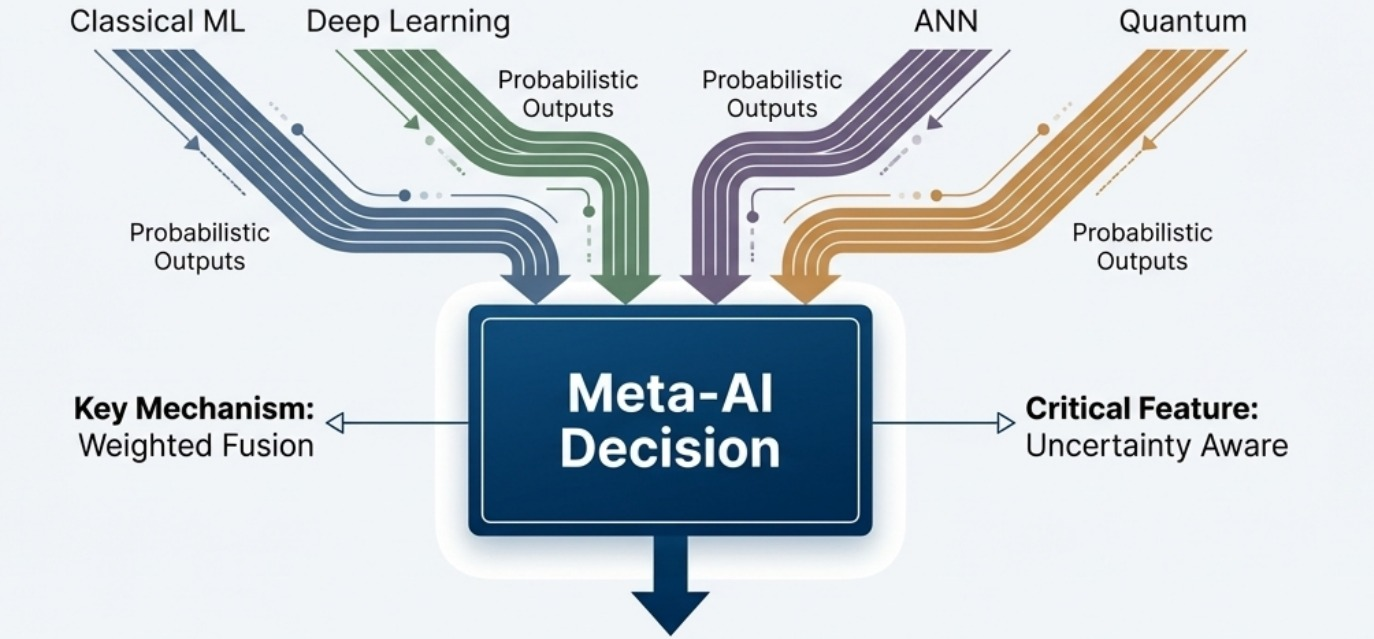 Classical ML
Deep Learning
ANN
Quantum
Probabilistic
Outputs
Probabilistic
Outputs
Probabilistic
Outputs
Probabilistic
Outputs
Meta-AI
Decision
Key Mechanism:
Weighted Fusion
Critical Feature:
Uncertainty Aware